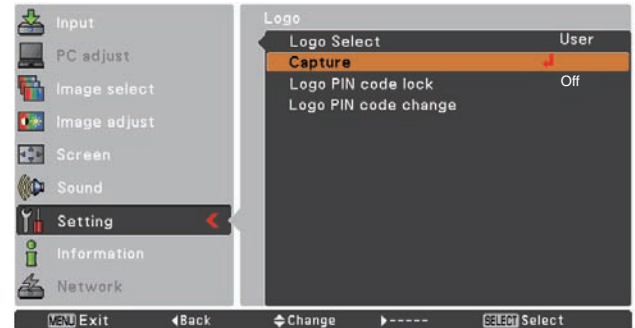 Input
PC adjust
Image select
Image adjust
Screen
Sound
Setting
Information
Network
Logo
Logo Select User
Capture
Logo PIN code lock Off
Logo PIN code change
MENU Exit ◀Back ◆Change ▶----- SELECT Select